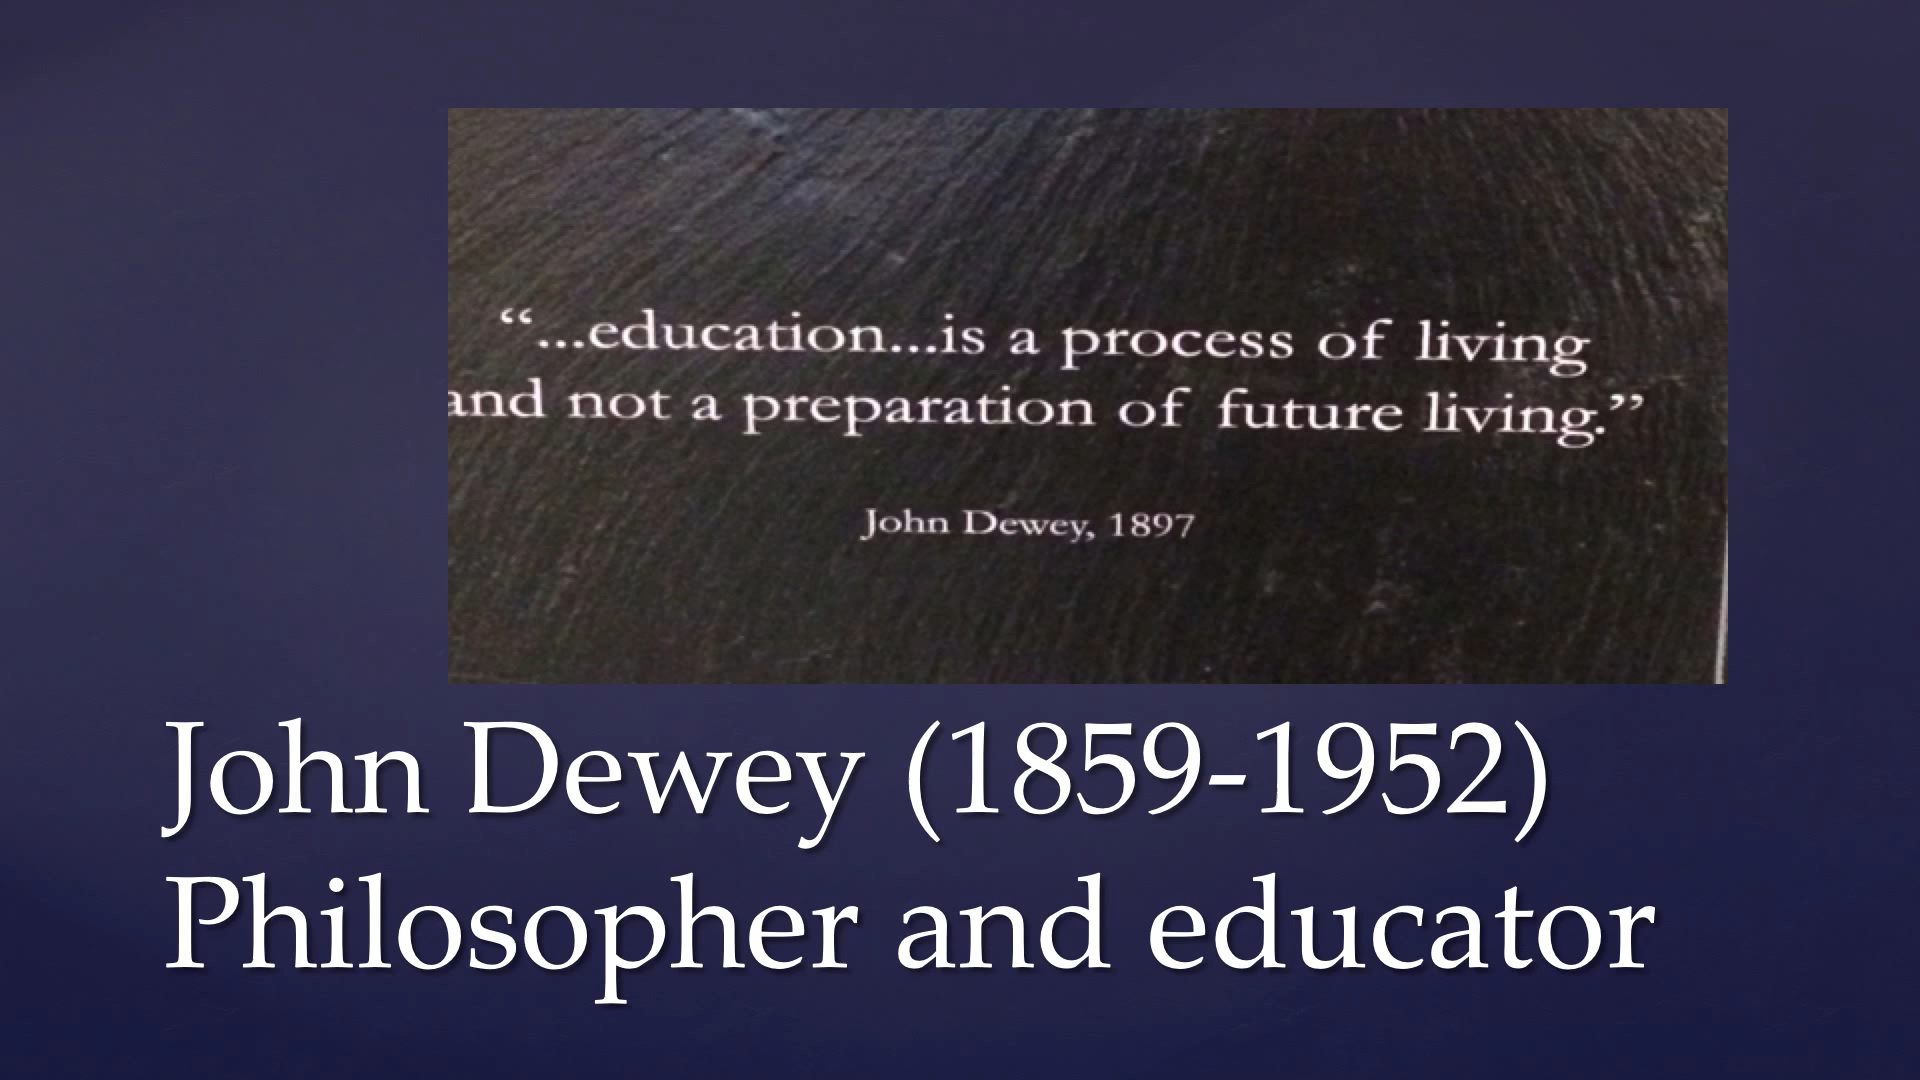 “...education...is a process of living
and not a preparation of future living.”
John Dewey, 1897
John Dewey (1859-1952)
Philosopher and educator